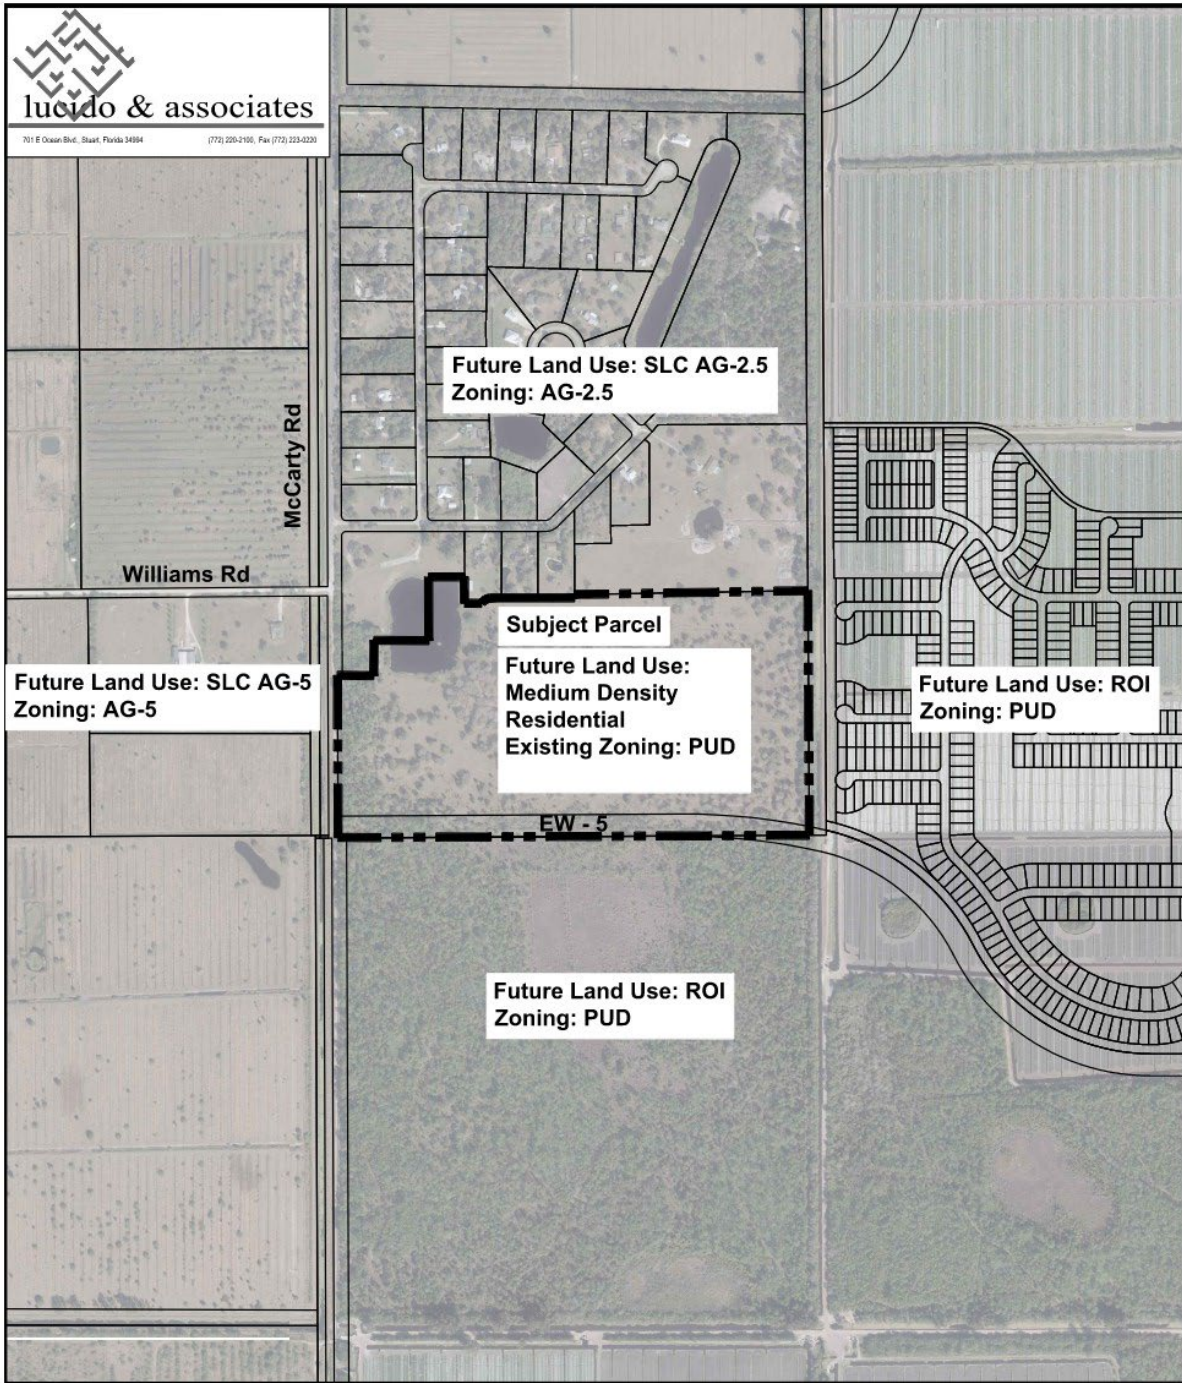 lucido & associates
701 E Ocean Blvd., Stuart, Florida 34994 (772) 220-2100, Fax (772) 223-0220
Future Land Use: SLC AG-2.5
Zoning: AG-2.5
McCarty Rd
Williams Rd
Subject Parcel
Future Land Use:
Medium Density
Residential
Existing Zoning: PUD
Future Land Use: SLC AG-5
Zoning: AG-5
Future Land Use: ROI
Zoning: PUD
EW - 5
Future Land Use: ROI
Zoning: PUD